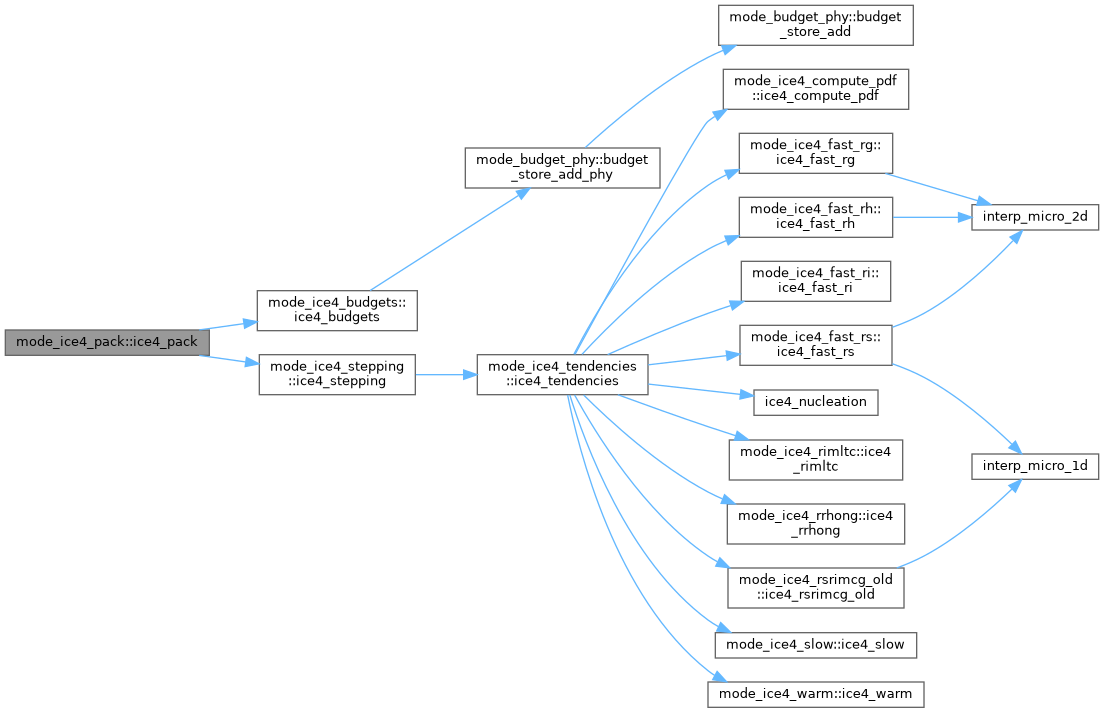 mode_budget_phy::budget
_store_add
mode_ice4_compute_pdf
::ice4_compute_pdf
mode_ice4_fast_rg::
ice4_fast_rg
mode_budget_phy::budget
_store_add_phy
mode_ice4_fast_rh::
ice4_fast_rh
interp_micro_2d
mode_ice4_fast_ri::
ice4_fast_ri
mode_ice4_budgets::
ice4_budgets
mode_ice4_pack::ice4_pack
mode_ice4_fast_rs::
ice4_fast_rs
mode_ice4_stepping
::ice4_stepping
mode_ice4_tendencies
::ice4_tendencies
ice4_nucleation
mode_ice4_rimltc::ice4
_rimltc
interp_micro_1d
mode_ice4_rrhong::ice4
_rrhong
mode_ice4_rsrimcg_old
::ice4_rsrimcg_old
mode_ice4_slow::ice4_slow
mode_ice4_warm::ice4_warm